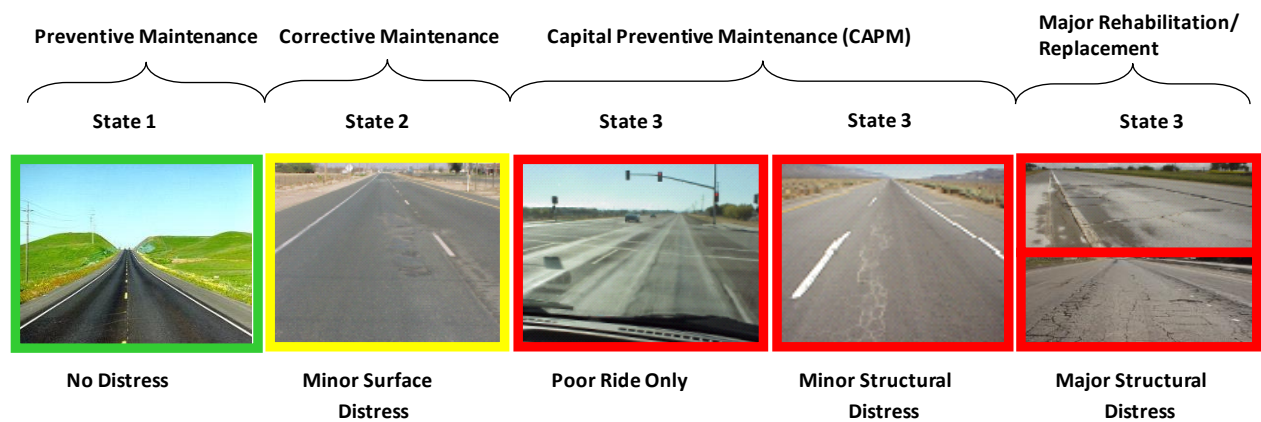 Preventive Maintenance
Corrective Maintenance
Capital Preventive Maintenance (CAPM)
Major Rehabilitation/
Replacement
State 1
State 2
State 3
State 3
State 3
No Distress
Minor Surface
Distress
Poor Ride Only
Minor Structural
Distress
Major Structural
Distress